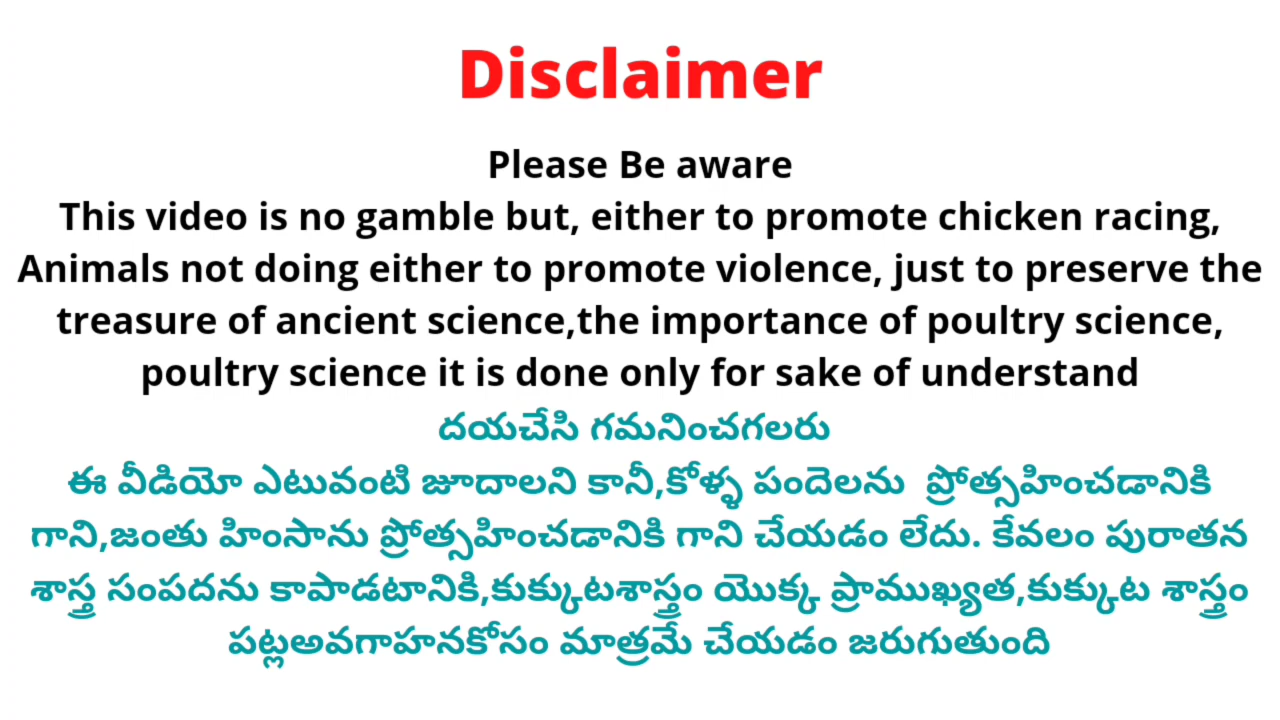 Disclaimer
Please Be aware
This video is no gamble but, either to promote chicken racing,
Animals not doing either to promote violence, just to preserve the
treasure of ancient science,the importance of poultry science,
poultry science it is done only for sake of understand
దయచేసి గమనించగలరు
ఈ వీడియో ఎటువంటి జూదాలని కానీ,కోళ్ళ పందెలను ప్రోత్సహించడానికి
గాని,జంతు హింసాను ప్రోత్సహించడానికి గాని చేయడం లేదు. కేవలం పురాతన
శాస్త్ర సంపదను కాపాడటానికి,కుక్కుటశాస్త్రం యొక్క ప్రాముఖ్యత,కుక్కుట శాస్త్రం
పట్లఅవగాహనకోసం మాత్రమే చేయడం జరుగుతుంది